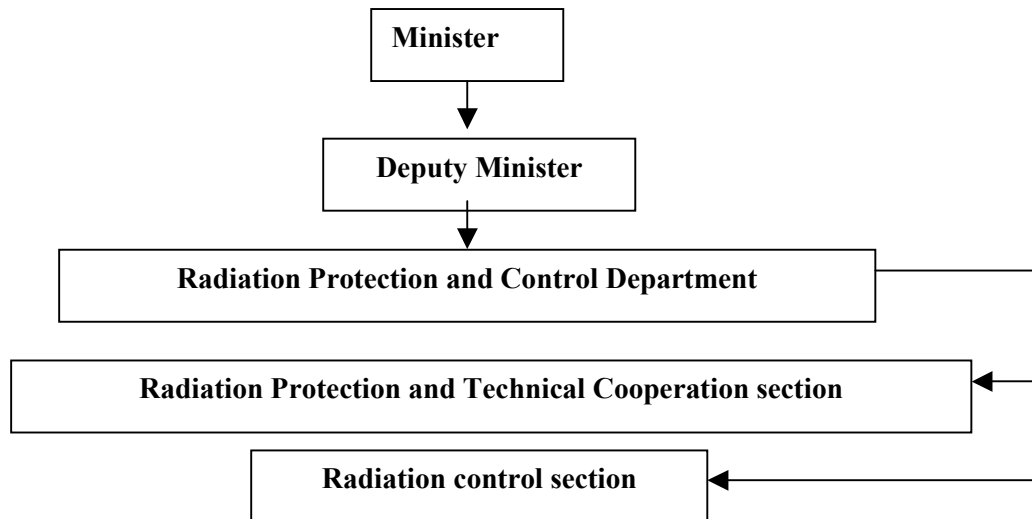 Minister
Deputy Minister
Radiation Protection and Control Department
Radiation Protection and Technical Cooperation section
Radiation control section